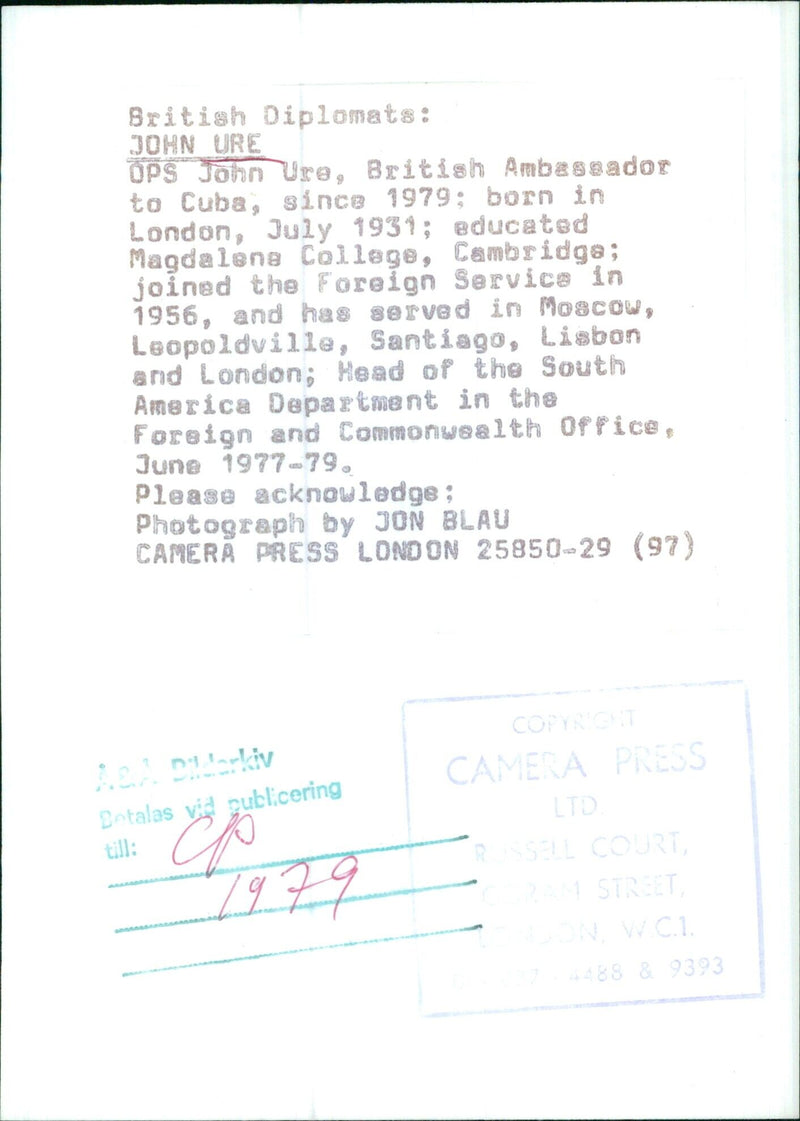 British Diplomats:
JOHN URE
OPS John Ure, British Ambassador
to Cuba, since 1979; born in
London, July 1931; educated
Magdalene College, Cambridge;
joined the Foreign Service in
1956, and has served in Moscow,
Leopoldville, Santiago, Lisbon
and London; Head of the South
America Department in the
Foreign and Commonwealth Office,
June 1977-79.
Please acknowledge:
Photograph by JON BLAU
CAMERA PRESS LONDON 25850-29 (97)
Bildarkiv
Betalas vid publicering
till: CP
1979
COPYRIGHT
CAMERA PRESS
LTD.
RUSSELL COURT,
CORAM STREET,
LONDON, W.C.1.
4488 & 9393